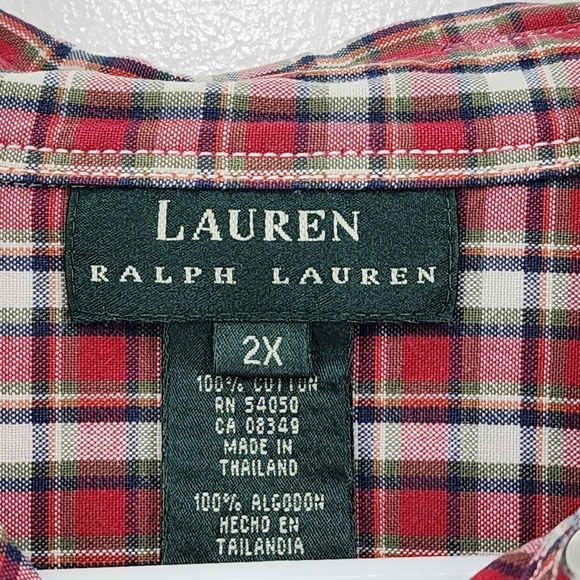 LAUREN
RALPH LAUREN
2X
100% COTTON
RN 54050
CA 08349
MADE IN
THAILAND
100% ALGODON
HECHO EN
TAILANDIA